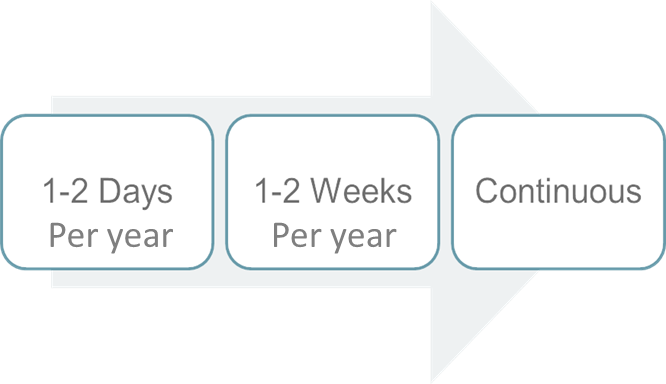 1-2 Days
Per year
1-2 Weeks
Per year
Continuous